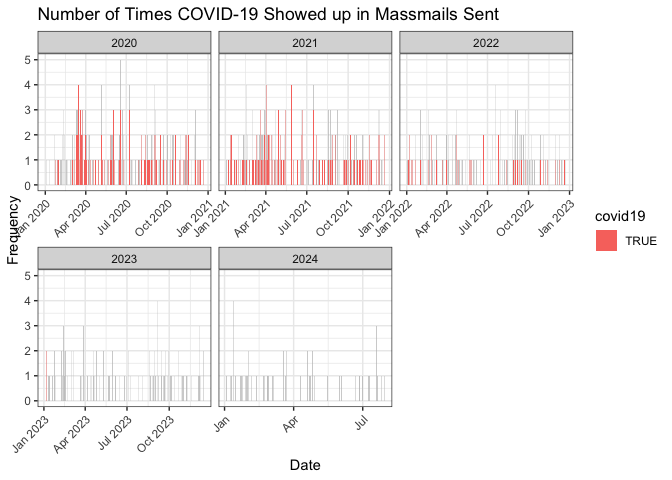 Number of Times COVID-19 Showed up in Massmails Sent
2020
2021
2022
5
4
3
2
1
0
Jan 2020
Apr 2020
Jul 2020
Oct 2020
Jan 2021
Jan 2021
Apr 2021
Jul 2021
Oct 2021
Jan 2022
Jan 2022
Apr 2022
Jul 2022
Oct 2022
Jan 2023
Frequency
covid19
TRUE
2023
2024
5
4
3
2
1
0
Jan 2023
Apr 2023
Jul 2023
Oct 2023
Jan
Apr
Jul
Date